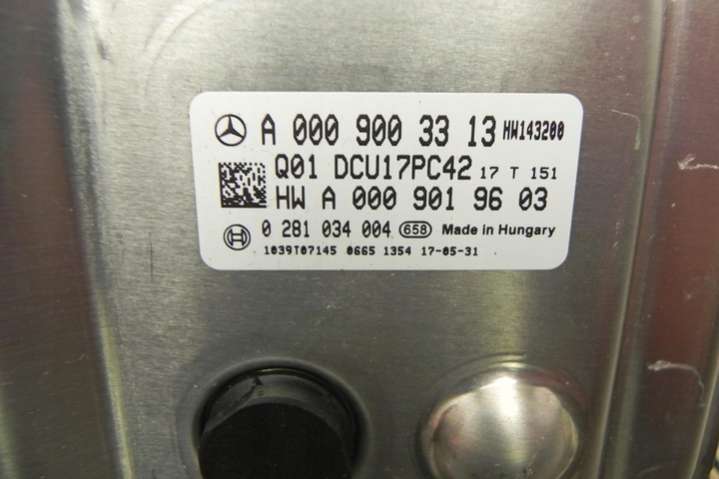 A 000 900 33 13 HW143200
Q01 DCU17PC42 17 T 151
HW A 000 901 96 03
0 281 034 004 658 Made in Hungary
1039T07145 0665 1354 17-05-31